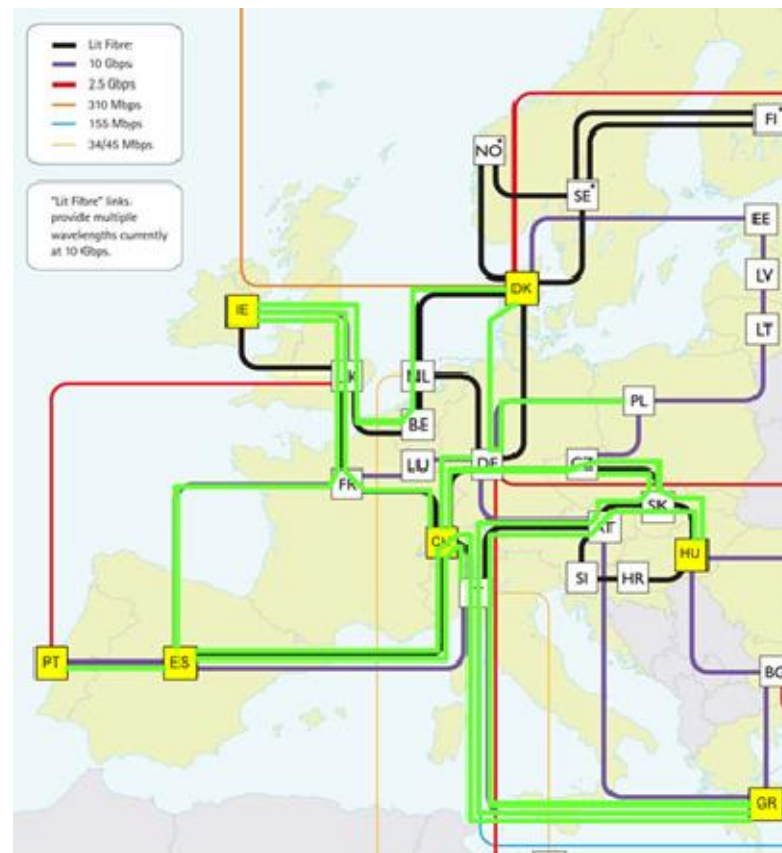 Lit Fibre:
10 Gbps
2.5 Gbps
310 Mbps
155 Mbps
34/45 Mbps
"Lit Fibre" links
provide multiple
wavelengths currently
at 10 Gbps.
NO*
FI
SE*
EE
DK
LV
IE
LT
NL
PL
BE
LU
DE
FR
SK
HU
SI
HR
PT
ES
BG
GR